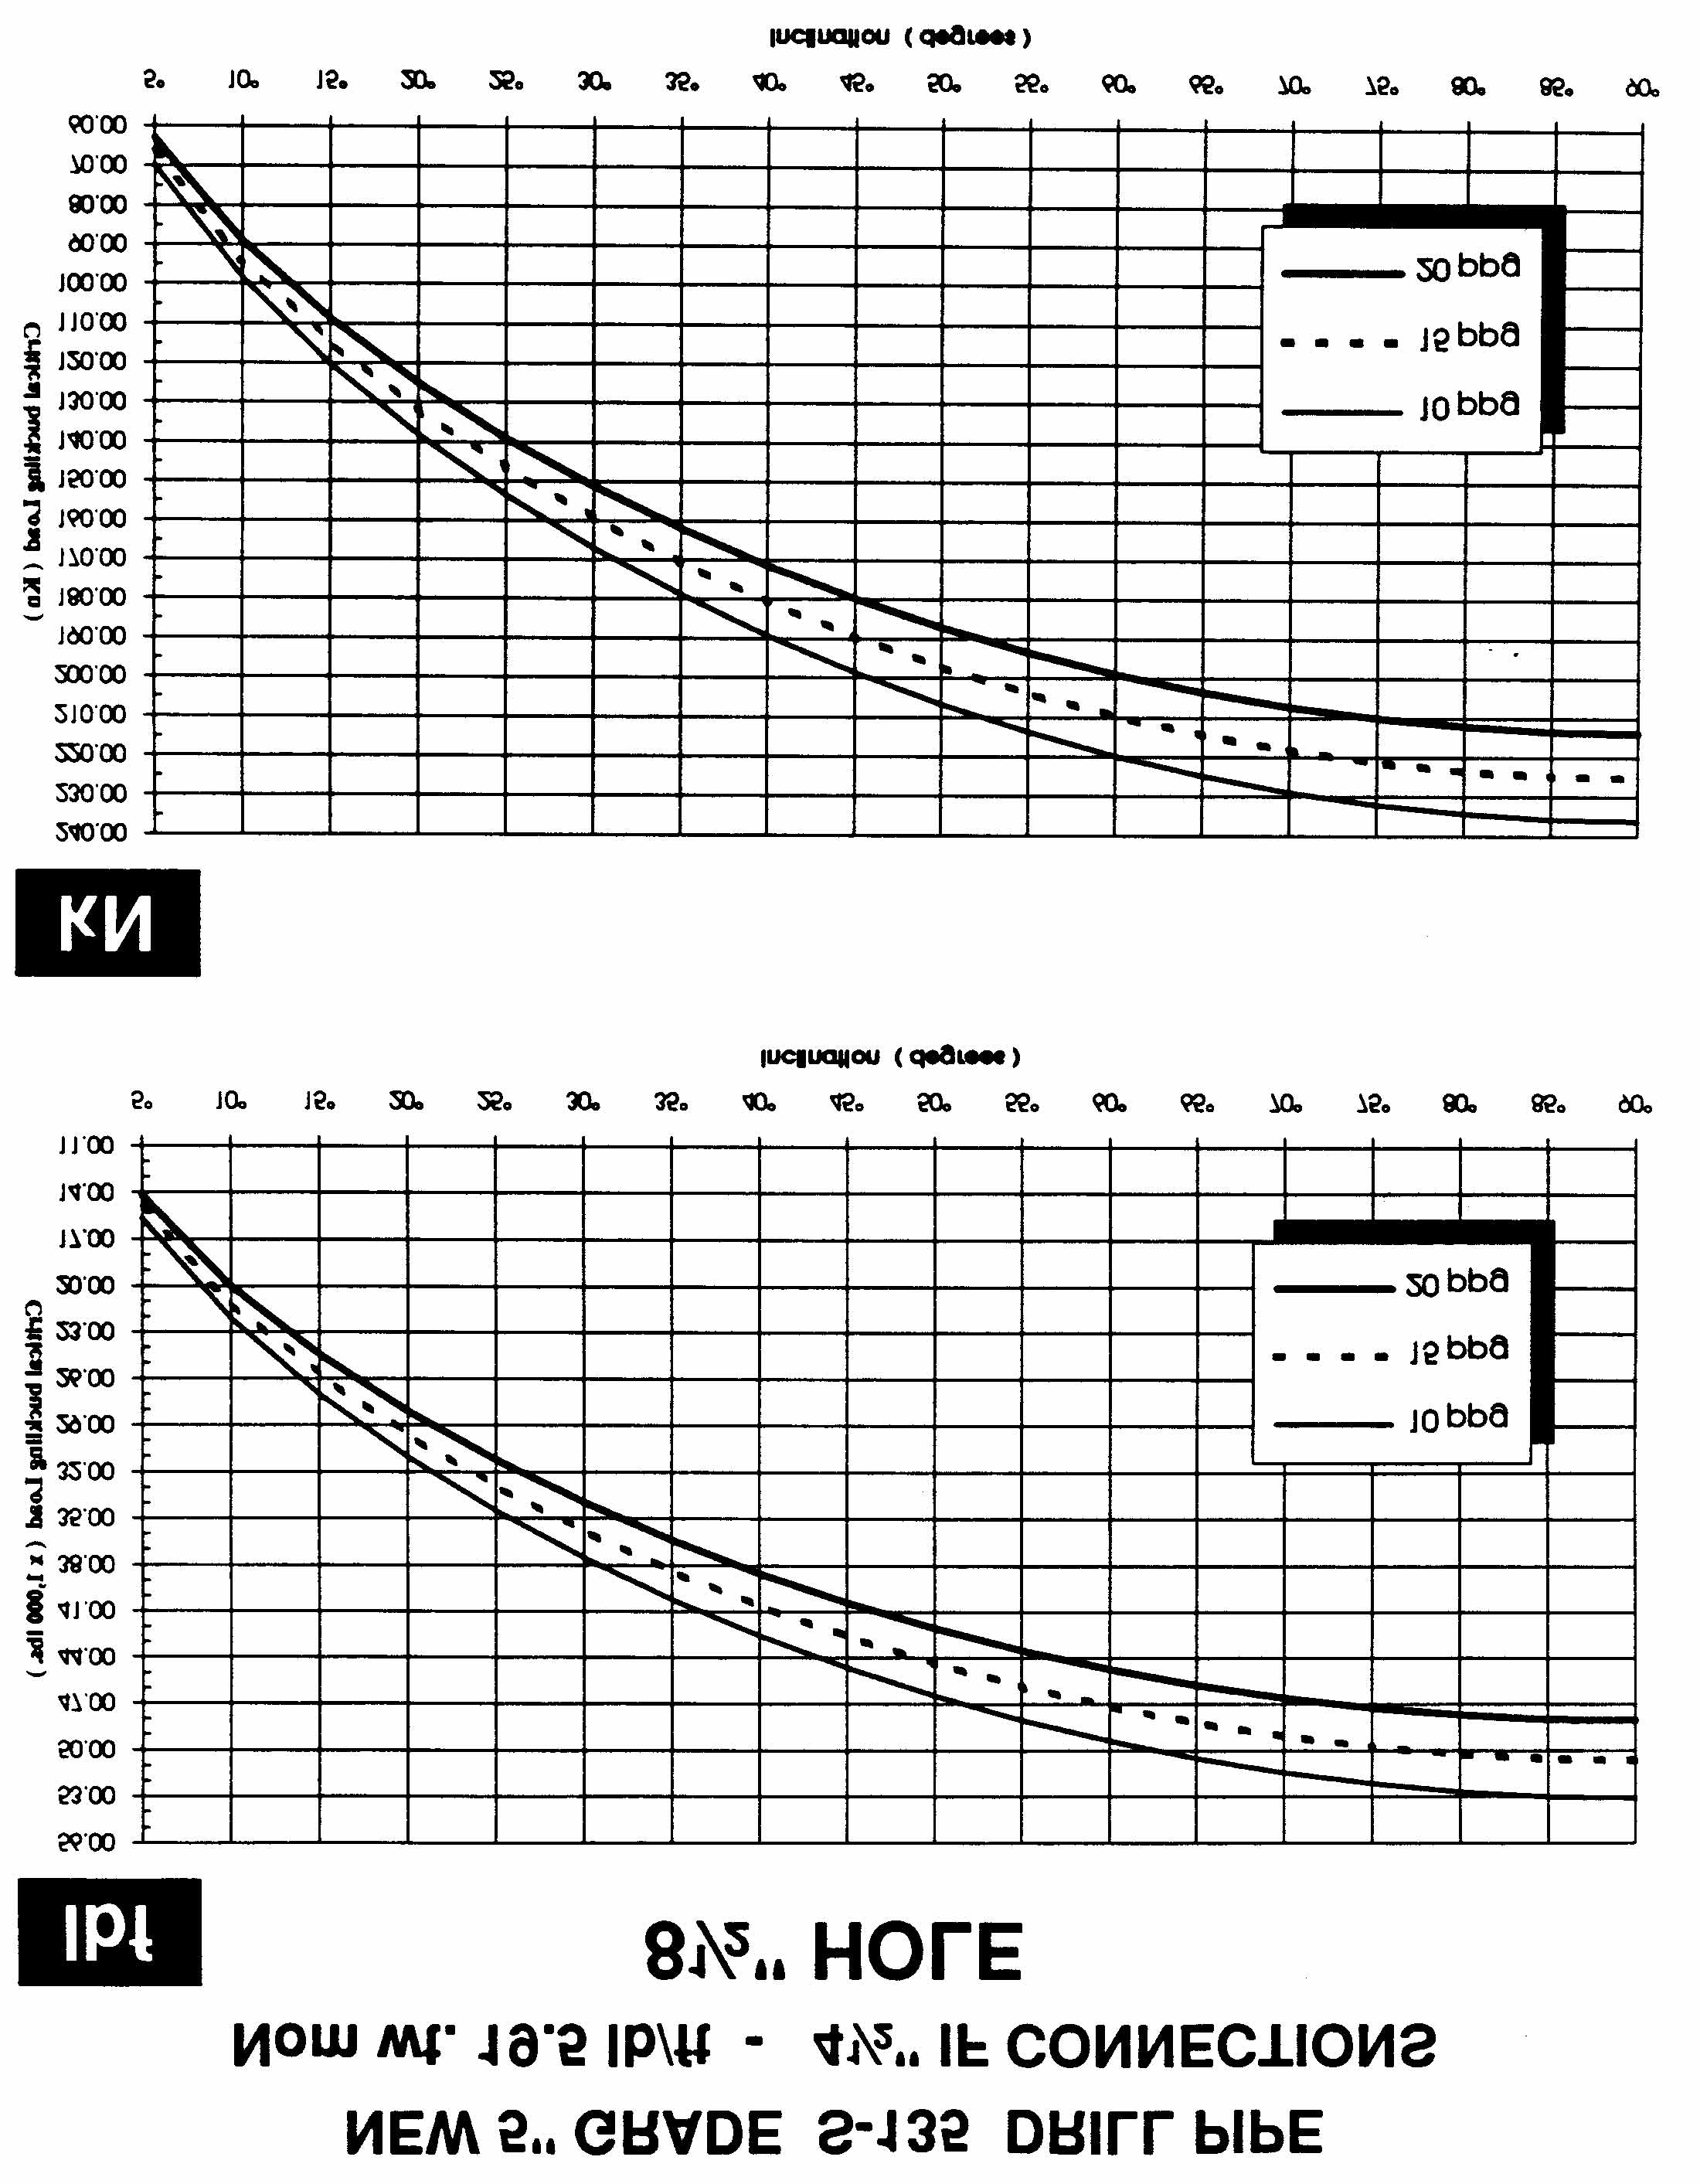 NEW 5" GRADE S-135 DRILL PIPE
Nom wt. 19.5 lb/ft - 4½" IF CONNECTIONS
8½" HOLE
lbf
56.00
53.00
50.00
47.00
44.00
41.00
38.00
35.00
32.00
29.00
26.00
23.00
20.00
17.00
14.00
11.00
Critical buckling Load ( x 1,000 lbs )
10 ppg
15 ppg
20 ppg
5° 10° 15° 20° 25° 30° 35° 40° 45° 50° 55° 60° 65° 70° 75° 80° 85° 90°
Inclination ( degrees )
kN
240.00
230.00
220.00
210.00
200.00
190.00
180.00
170.00
160.00
150.00
140.00
130.00
120.00
110.00
100.00
90.00
80.00
70.00
60.00
Critical buckling Load ( Kn )
10 ppg
15 ppg
20 ppg
5° 10° 15° 20° 25° 30° 35° 40° 45° 50° 55° 60° 65° 70° 75° 80° 85° 90°
Inclination ( degrees )